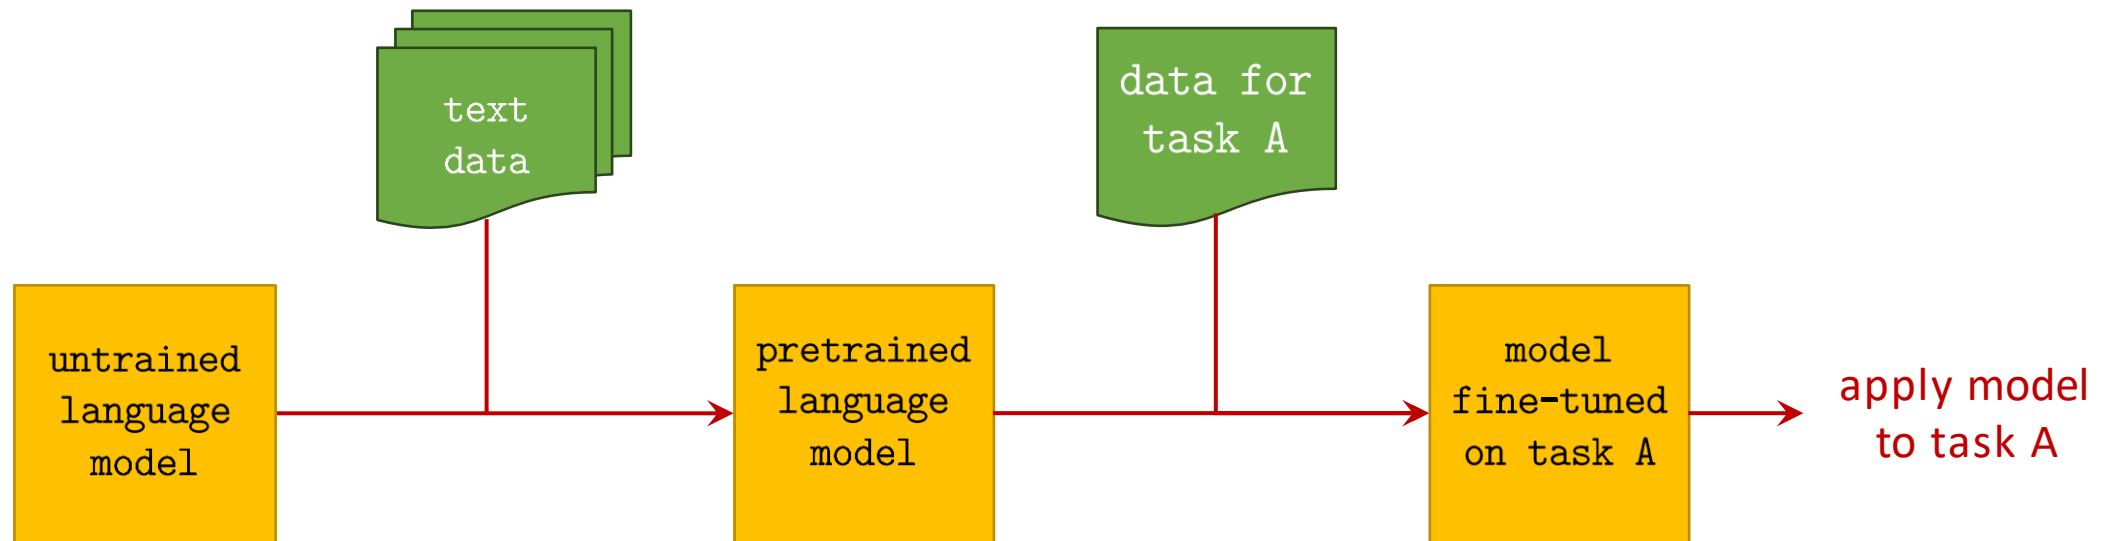 text
data
data for
task A
untrained
language
model
pretrained
language
model
model
fine-tuned
on task A
apply model
to task A